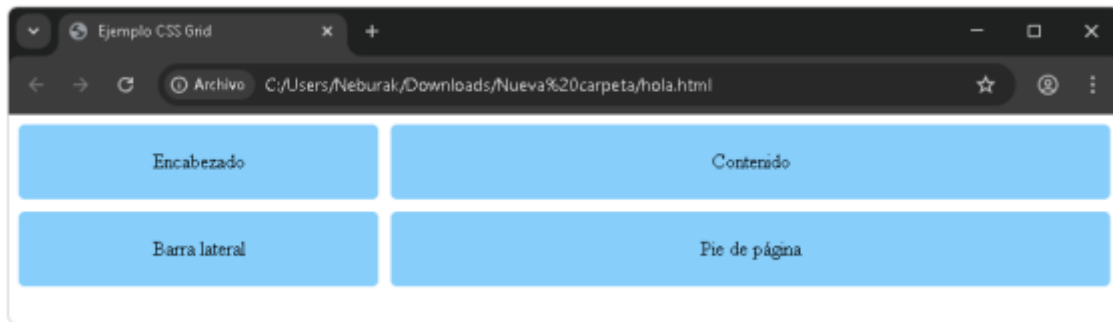 Ejemplo CSS Grid
Archivo C:/Users/Neburak/Downloads/Nueva%20carpeta/hola.html
Encabezado Contenido
Barra lateral Pie de página